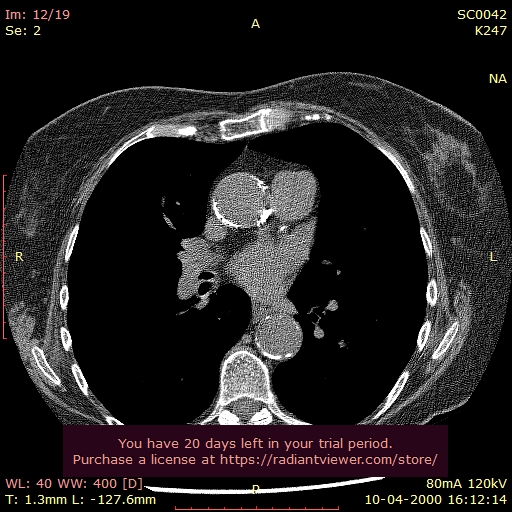 Im: 12/19
Se: 2
A
SC0042
K247
NA
R
L
You have 20 days left in your trial period.
Purchase a license at https://radiantviewer.com/store/
WL: 40 WW: 400 [D]
T: 1.3mm L: -127.6mm
P
80mA 120kV
10-04-2000 16:12:14